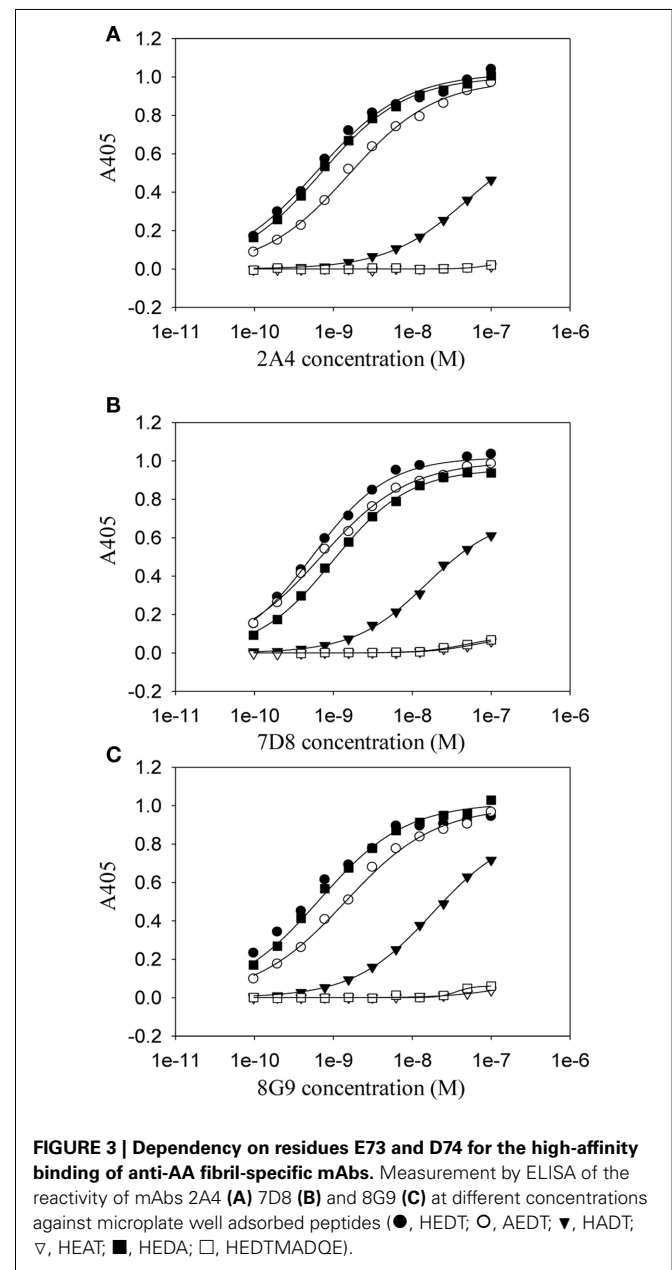 A
1.2
1.0
0.8
0.6
0.4
0.2
0.0
-0.2
A405
1e-11 1e-10 1e-9 1e-8 1e-7 1e-6
2A4 concentration (M)
B
1.2
1.0
0.8
0.6
0.4
0.2
0.0
-0.2
A405
1e-11 1e-10 1e-9 1e-8 1e-7 1e-6
7D8 concentration (M)
C
1.2
1.0
0.8
0.6
0.4
0.2
0.0
-0.2
A405
1e-11 1e-10 1e-9 1e-8 1e-7 1e-6
8G9 concentration (M)
FIGURE 3 | Dependency on residues E73 and D74 for the high-affinity
binding of anti-AA fibril-specific mAbs. Measurement by ELISA of the
reactivity of mAbs 2A4 (A) 7D8 (B) and 8G9 (C) at different concentrations
against microplate well adsorbed peptides (●, HEDT; ○, AEDT; ▼, HADT;
▽, HEAT; ■, HEDA; □, HEDTMADQE).